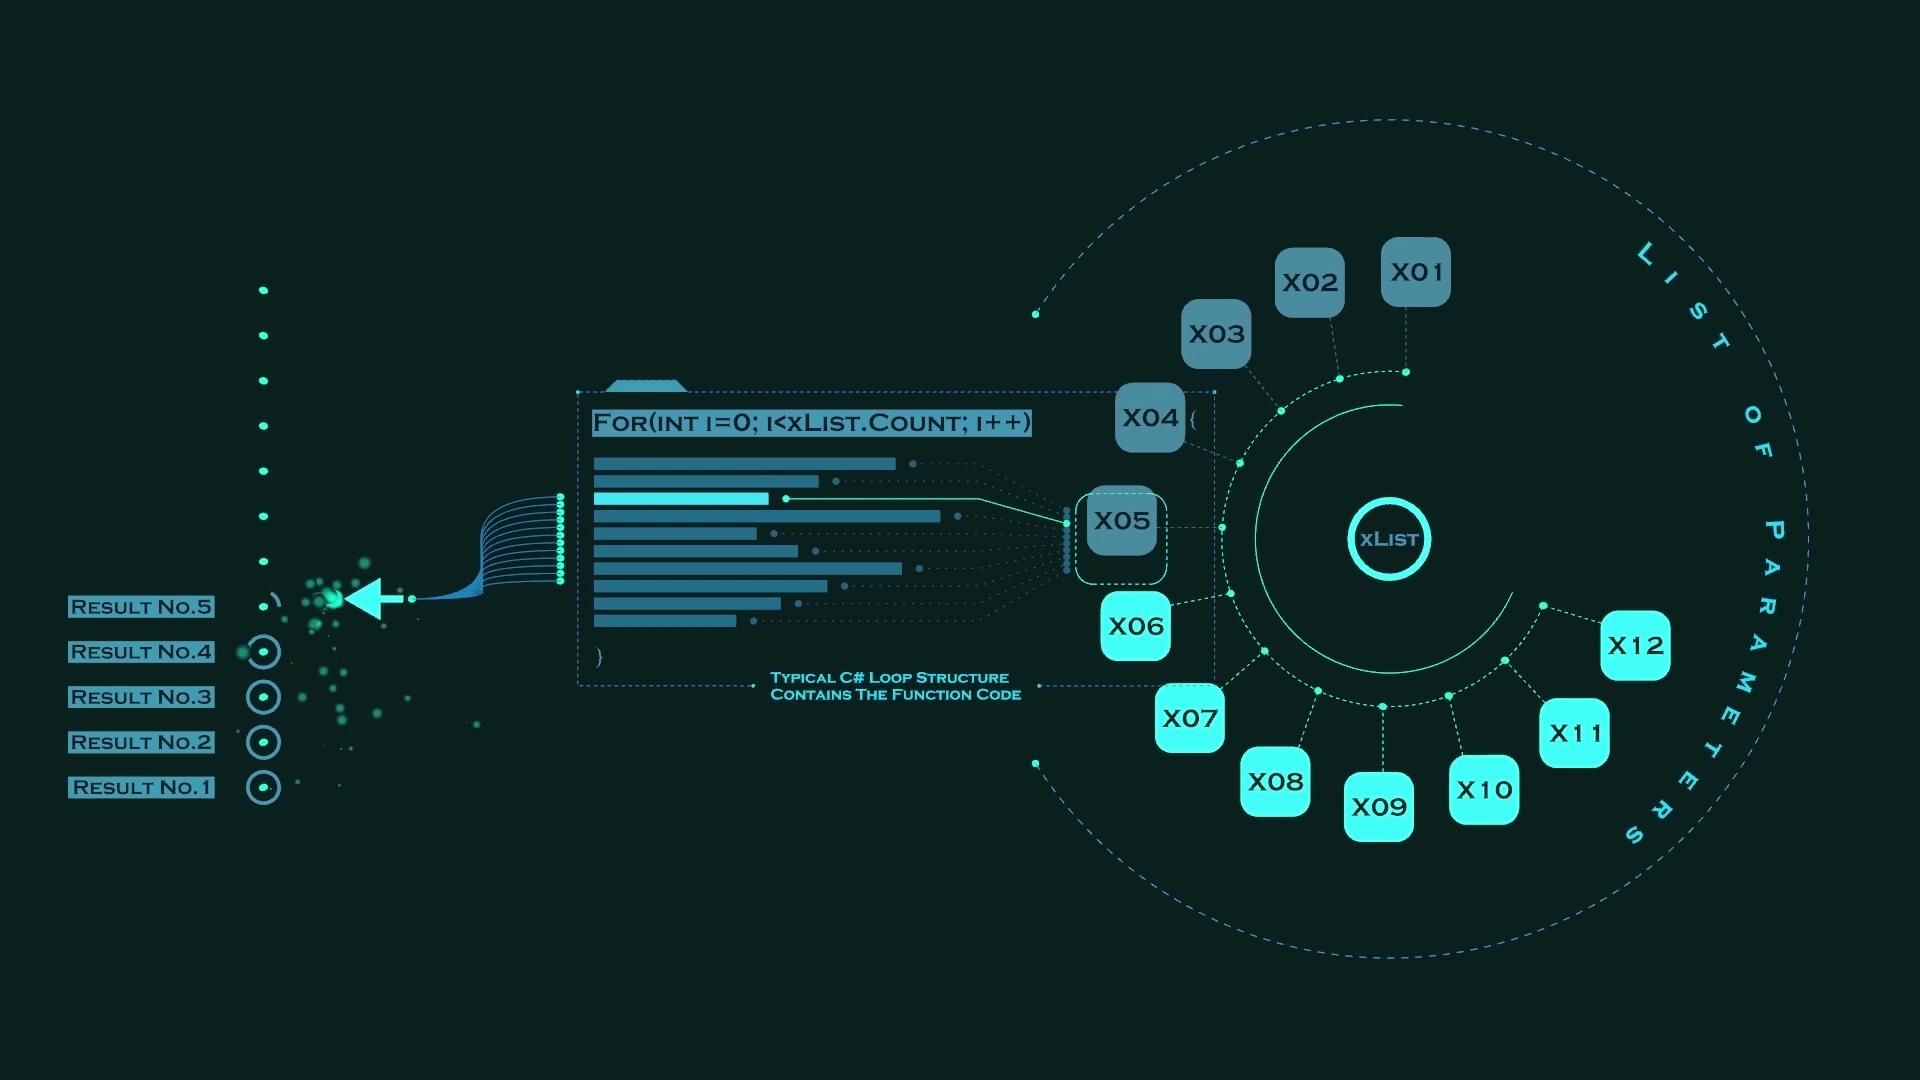 X01
X02
X03
X04
For(int i=0; i<xList.Count; i++)
{
X05
xList
X06
}
Typical C# Loop Structure
Contains The Function Code
X07
X08
X09
X10
X11
X12
List of Parameters
Result No.5
Result No.4
Result No.3
Result No.2
Result No.1